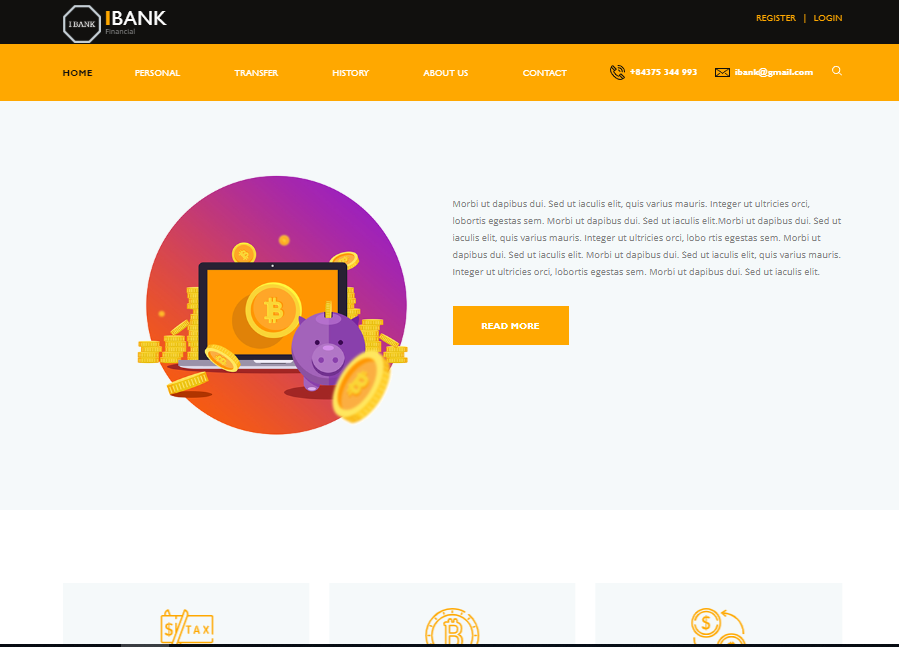 I BANK
IBANK
Financial
REGISTER | LOGIN
HOME PERSONAL TRANSFER HISTORY ABOUT US CONTACT +84375 344 993 ibank@gmail.com
Morbi ut dapibus dui. Sed ut iaculis elit, quis varius mauris. Integer ut ultricies orci,
lobortis egestas sem. Morbi ut dapibus dui. Sed ut iaculis elit.Morbi ut dapibus dui. Sed ut
iaculis elit, quis varius mauris. Integer ut ultricies orci, lobo rtis egestas sem. Morbi ut
dapibus dui. Sed ut iaculis elit. Morbi ut dapibus dui. Sed ut iaculis elit, quis varius mauris.
Integer ut ultricies orci, lobortis egestas sem. Morbi ut dapibus dui. Sed ut iaculis elit.
READ MORE
$ TAX
$